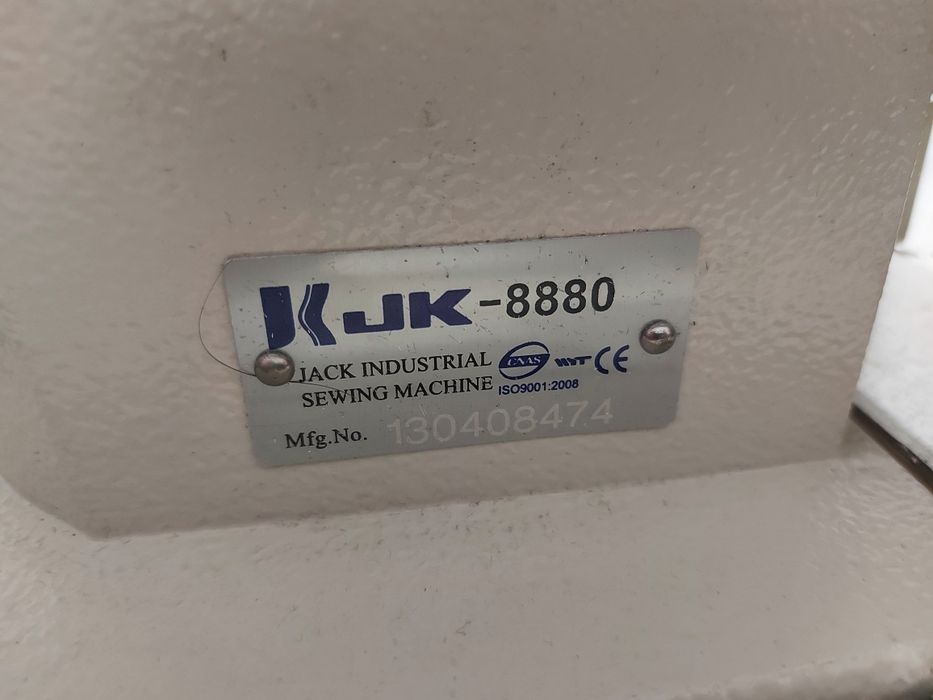 JK-8880
JACK INDUSTRIAL
SEWING MACHINE
CNAS
CE
ISO9001:2008
Mfg.No. 130408474